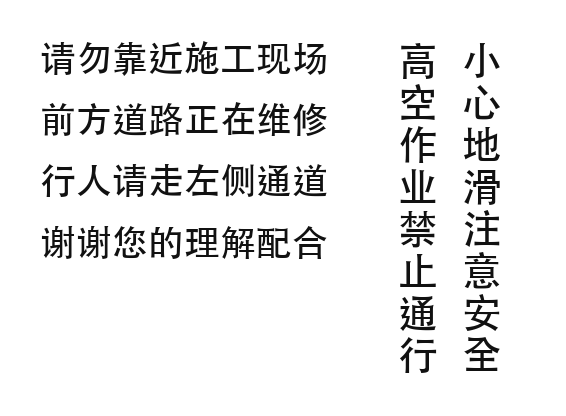 请勿靠近施工现场
前方道路正在维修
行人请走左侧通道
谢谢您的理解配合
小心地滑注意安全
高空作业禁止通行